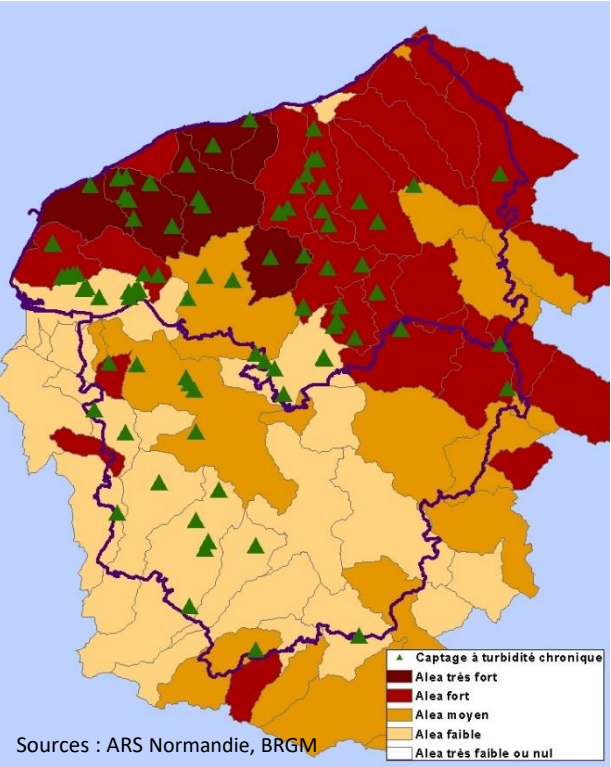 Captage à turbidité chronique
Alea très fort
Alea fort
Alea moyen
Alea faible
Alea très faible ou nul
Sources : ARS Normandie, BRGM